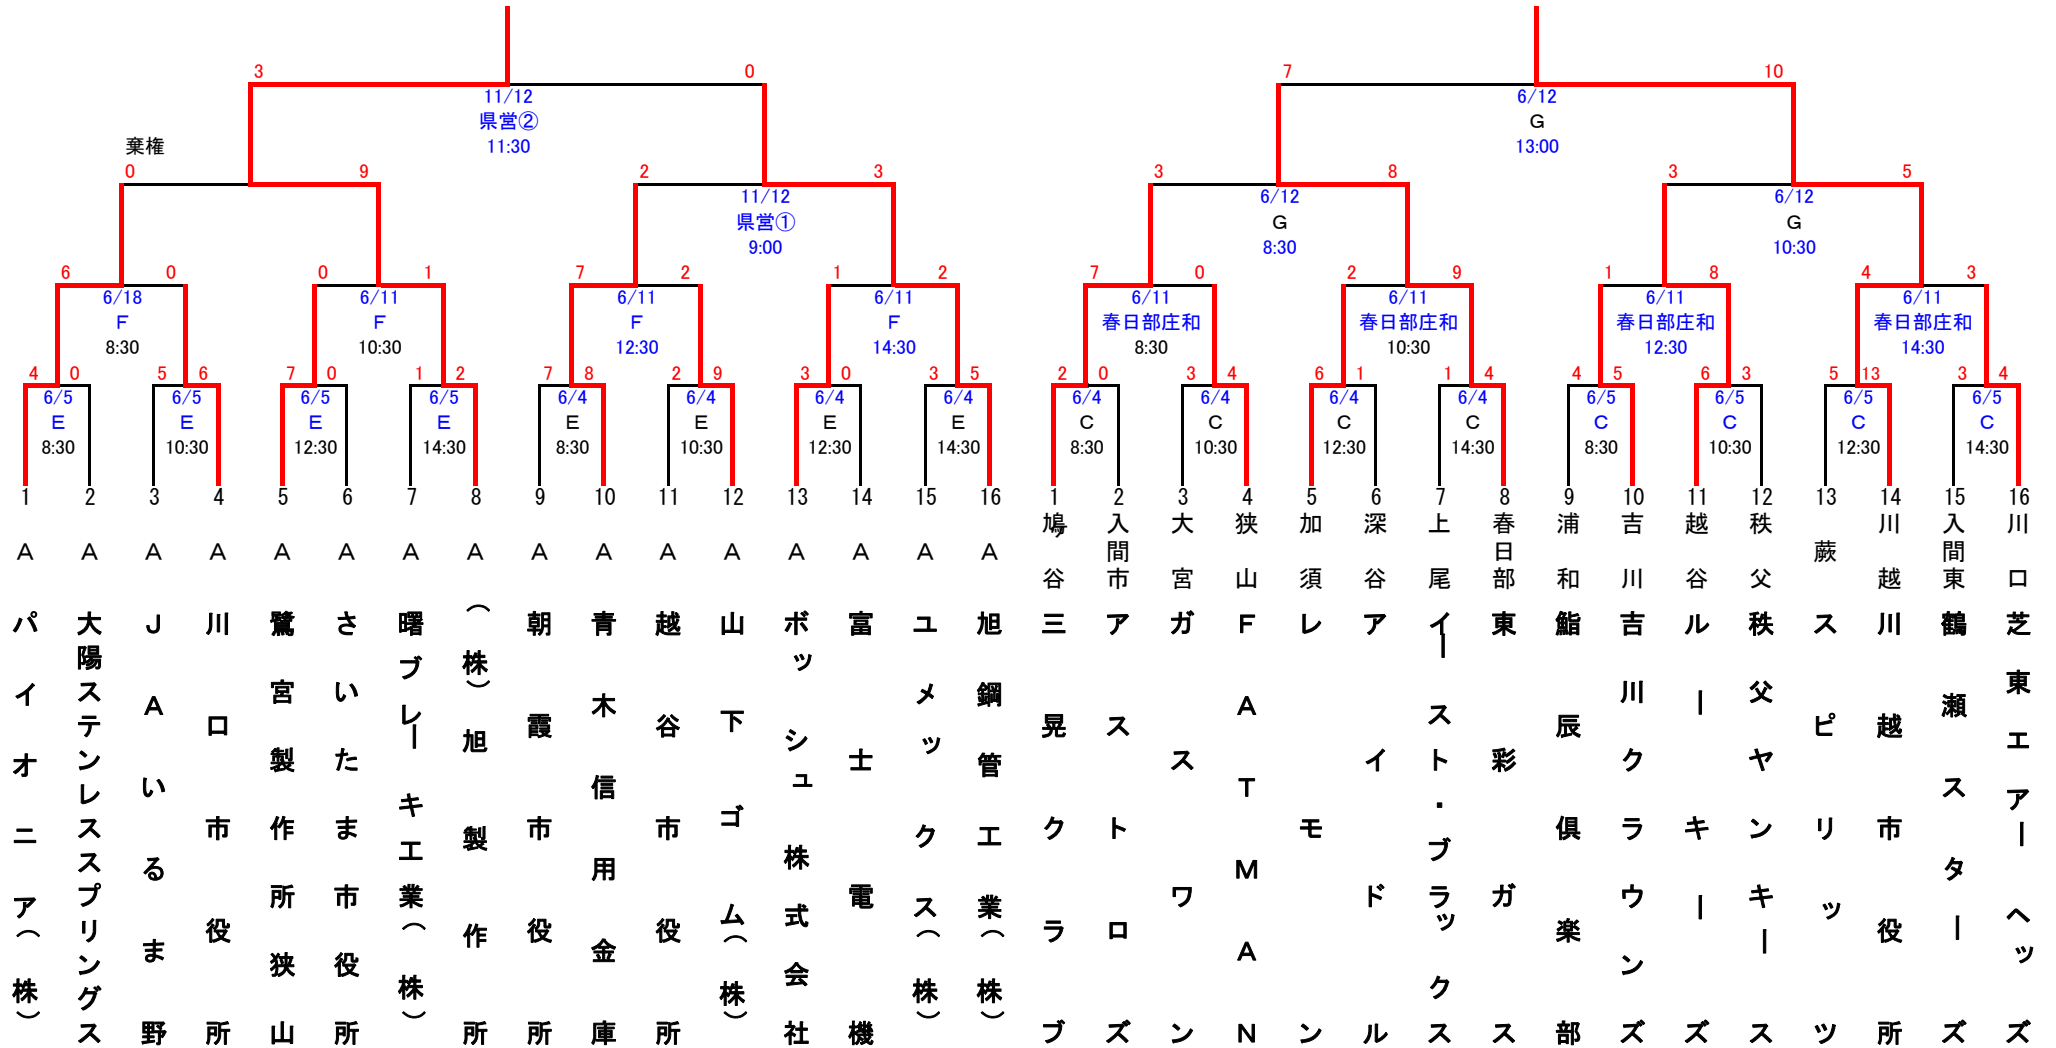 3 0 7 10
11/12 6/12
県営② G
11:30 13:00
棄権
0 9 2 3 3 8 3 5
11/12 6/12 6/12
県営① G G
9:00 8:30 10:30
6 0 0 1 7 2 1 2 7 0 2 9 1 8 4 3
6/18 6/11 6/11 6/11 6/11 6/11 6/11 6/11
F F F F 春日部庄和 春日部庄和 春日部庄和 春日部庄和
8:30 10:30 12:30 14:30 8:30 10:30 12:30 14:30
4 0 5 6 7 0 1 2 7 8 2 9 3 0 3 5 2 0 3 4 6 1 1 4 4 5 6 3 5 13 3 4
6/5 6/5 6/5 6/5 6/4 6/4 6/4 6/4 6/4 6/4 6/4 6/4 6/5 6/5 6/5 6/5
E E E E E E E E C C C C C C C C
8:30 10:30 12:30 14:30 8:30 10:30 12:30 14:30 8:30 10:30 12:30 14:30 8:30 10:30 12:30 14:30
1 A パイオニア(株)
2 A 大陽ステンレススプリングス
3 A JAいるま野
4 A 川口市役所
5 A 鷺宮製作所狭山
6 A さいたま市役所
7 A 曙ブレーキエ業(株)
8 A (株)旭製作所
9 A 朝霞市役所
10 A 青木信用金庫
11 A 越谷市役所
12 A 山下ゴム(株)
13 A ボッシュ株式会社
14 A 富士電機
15 A ユメックス(株)
16 A 旭鋼管工業(株)
1 鳩ヶ谷 三晃クラブ
2 入間市 アストロズ
3 大宮 ガスワン
4 狭山 FATMAN
5 加須 レモン
6 深谷 アイドル
7 上尾 イースト・ブラックス
8 春日部 東彩ガス
9 浦和 鮨辰倶楽部
10 吉川 吉川クラウンズ
11 越谷 ルーキーズ
12 秩父 秩父ヤンキース
13 蕨 スピリッツ
14 川越 川越市役所
15 入間東 鶴瀬スターズ
16 川口 芝東エアーヘッズ